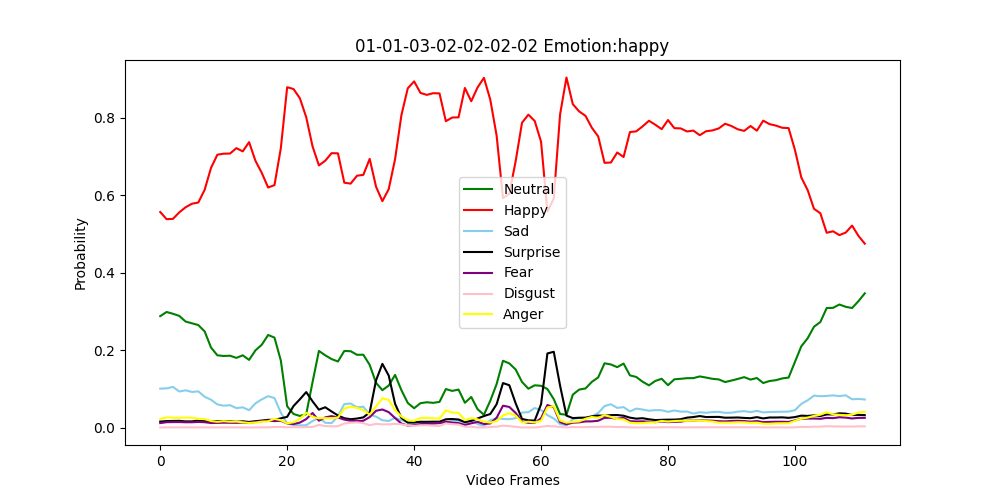 01-01-03-02-02-02-02 Emotion:happy
Probability
0.8
0.6
0.4
0.2
0.0
Neutral
Happy
Sad
Surprise
Fear
Disgust
Anger
0 20 40 60 80 100
Video Frames